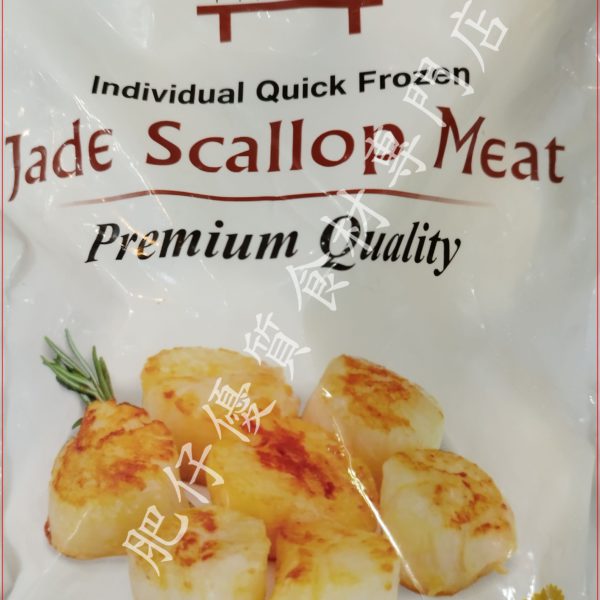 Individual Quick Frozen
Jade Scallop Meat
Premium Quality
肥仔優質食材專門店